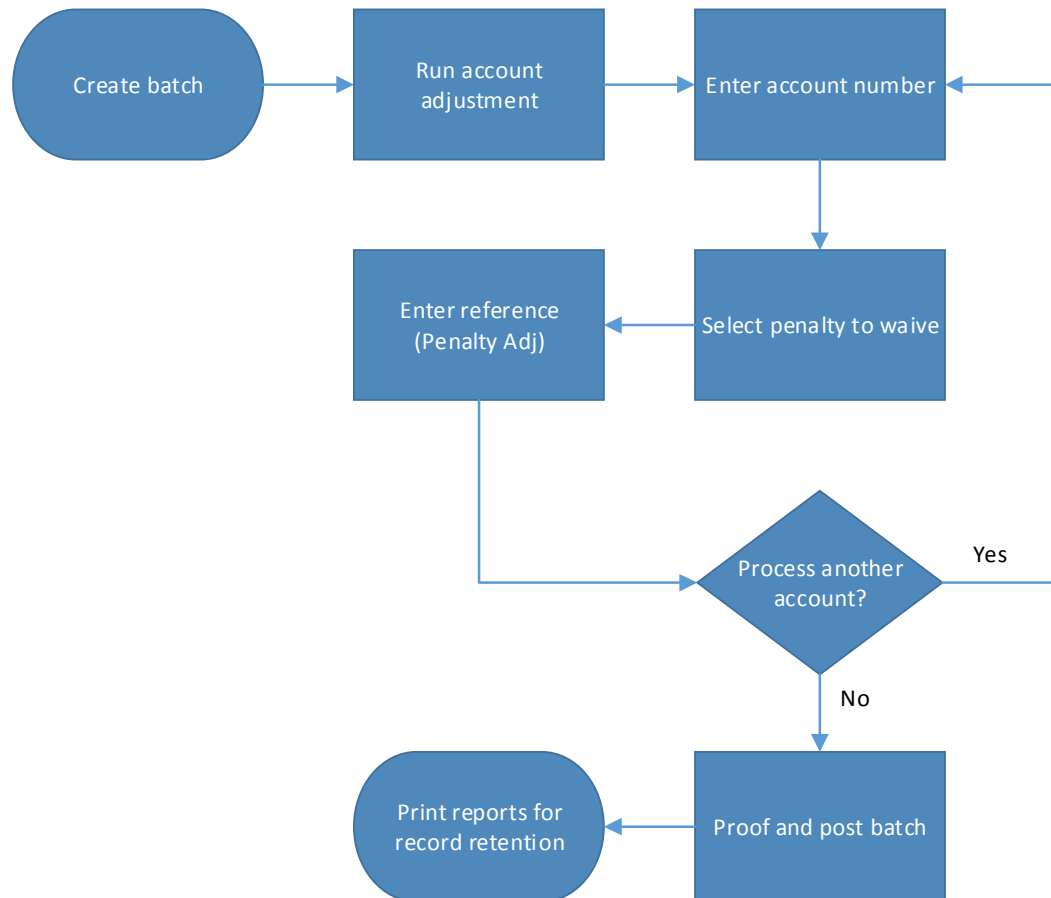 Create batch
Run account
adjustment
Enter account number
Enter reference
(Penalty Adj)
Select penalty to waive
Process another
account?
Yes
No
Print reports for
record retention
Proof and post batch